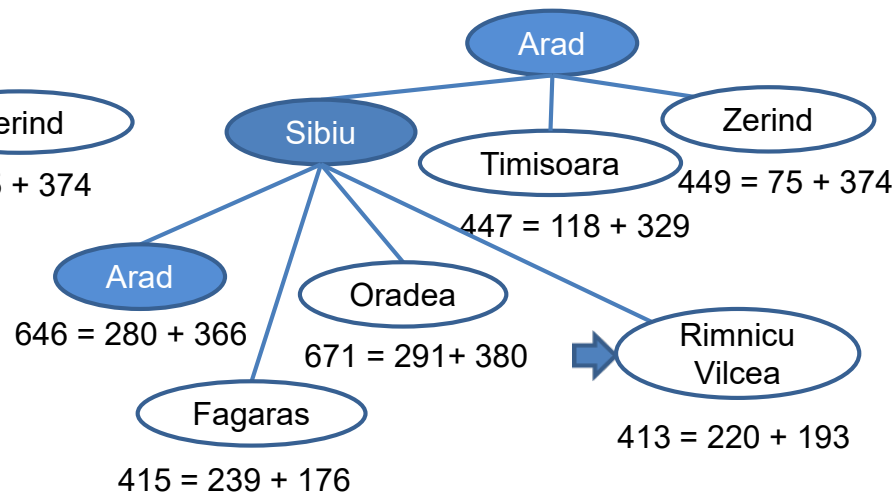 Arad
erind
Sibiu
Zerind
Timisoara
+ 374
449 = 75 + 374
447 = 118 + 329
Arad
Oradea
646 = 280 + 366
671 = 291+ 380
Rimnicu
Vilcea
Fagaras
413 = 220 + 193
415 = 239 + 176